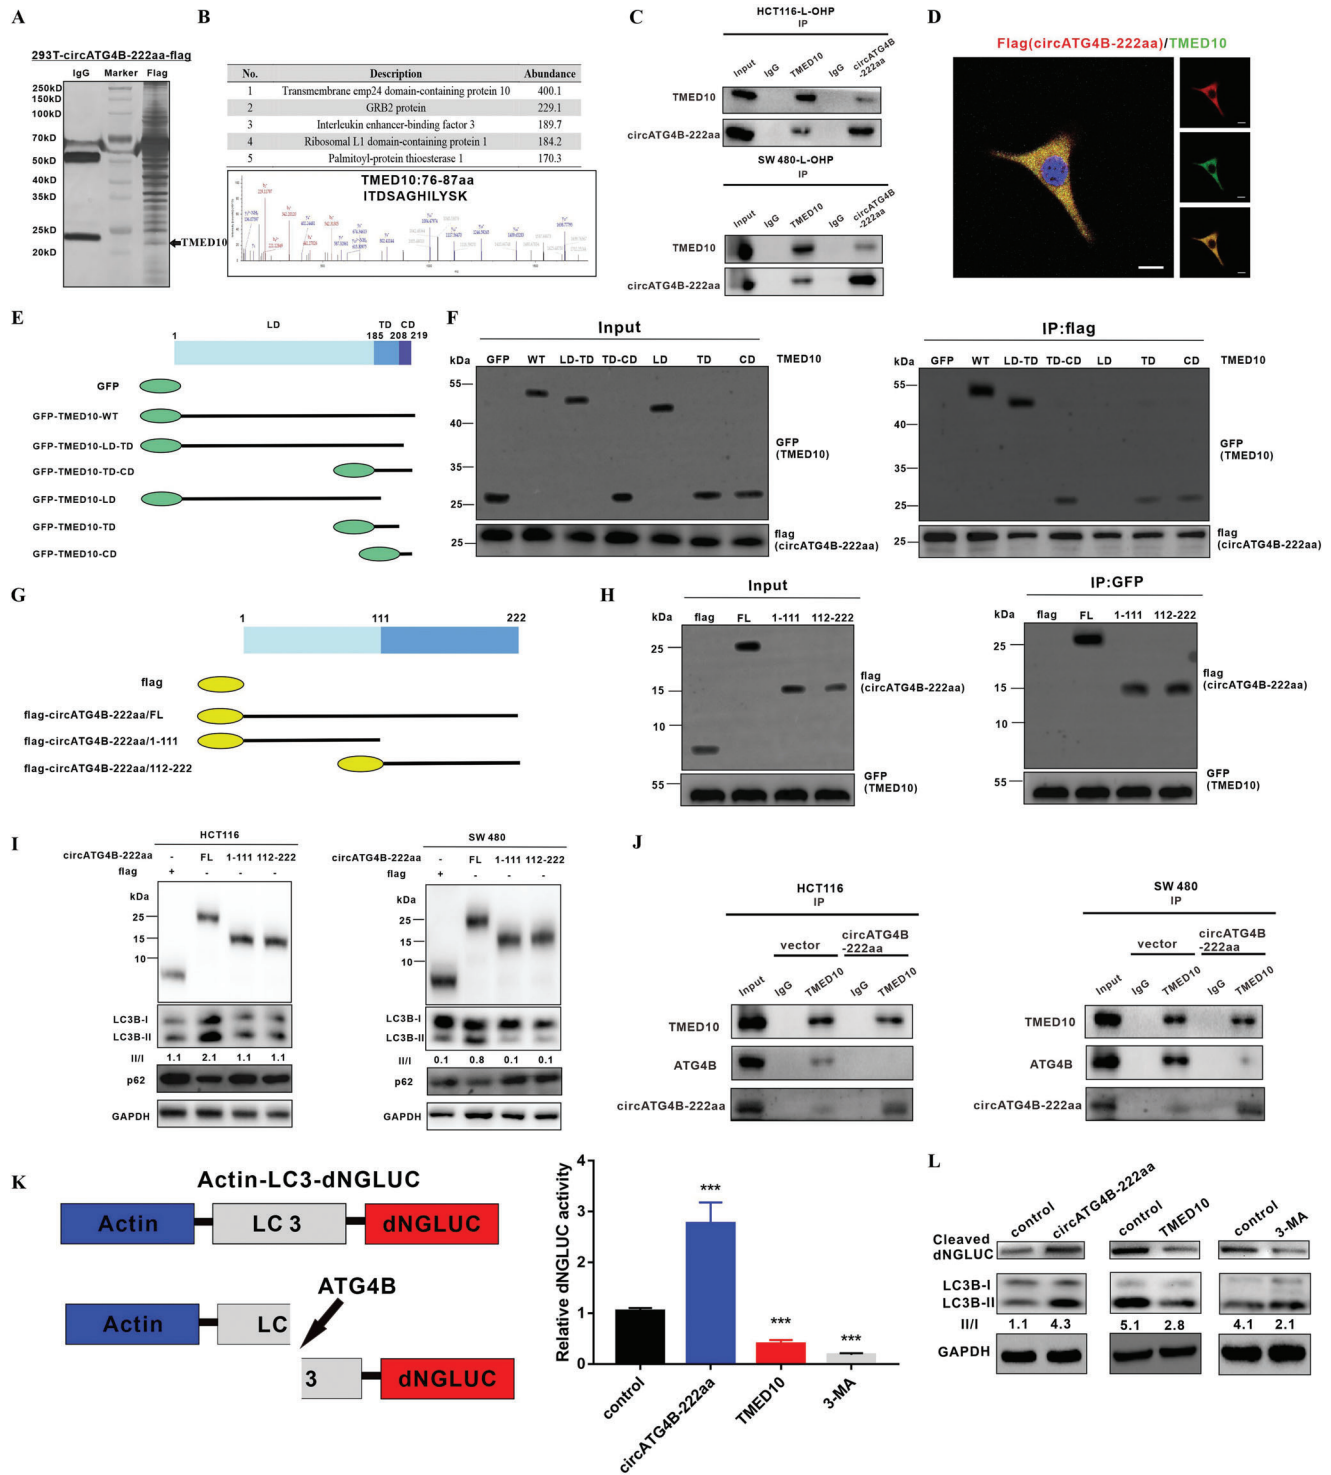 A
293T-circATG4B-222aa-flag
IgG Marker Flag
250kD
150kD
100kD
70kD
50kD
40kD
35kD
25kD
20kD
TMED10
B
No. Description Abundance
1 Transmembrane emp24 domain-containing protein 10 400.1
2 GRB2 protein 229.1
3 Interleukin enhancer-binding factor 3 189.7
4 Ribosomal L1 domain-containing protein 1 184.2
5 Palmitoyl-protein thioesterase 1 170.3
TMED10:76-87aa
ITDSAGHILYSK
C
HCT116-L-OHP
IP
Input IgG TMED10 IgG circATG4B-222aa
TMED10
circATG4B-222aa
SW 480-L-OHP
IP
Input IgG TMED10 IgG circATG4B-222aa
TMED10
circATG4B-222aa
D
Flag(circATG4B-222aa)/TMED10
E
LD TD CD
1 185 208 219
GFP
GFP-TMED10-WT
GFP-TMED10-LD-TD
GFP-TMED10-TD-CD
GFP-TMED10-LD
GFP-TMED10-TD
GFP-TMED10-CD
F
Input
kDa GFP WT LD-TD TD-CD LD TD CD TMED10
55
40
35
25
GFP
(TMED10)
25
flag
(circATG4B-222aa)
IP:flag
kDa GFP WT LD-TD TD-CD LD TD CD TMED10
55
40
35
25
GFP
(TMED10)
25
flag
(circATG4B-222aa)
G
1 111 222
flag
flag-circATG4B-222aa/FL
flag-circATG4B-222aa/1-111
flag-circATG4B-222aa/112-222
H
Input
kDa flag FL 1-111 112-222
25
15
10
flag
(circATG4B-222aa)
55
GFP
(TMED10)
IP:GFP
kDa flag FL 1-111 112-222
25
15
10
flag
(circATG4B-222aa)
55
GFP
(TMED10)
I
HCT116
circATG4B-222aa - FL 1-111 112-222
flag + - - -
kDa
25
15
10
LC3B-I
LC3B-II
II/I 1.1 2.1 1.1 1.1
p62
GAPDH
SW 480
circATG4B-222aa - FL 1-111 112-222
flag + - - -
kDa
25
15
10
LC3B-I
LC3B-II
II/I 0.1 0.8 0.1 0.1
p62
GAPDH
J
HCT116
IP
vector circATG4B-222aa
Input IgG TMED10 IgG TMED10
TMED10
ATG4B
circATG4B-222aa
SW 480
IP
vector circATG4B-222aa
Input IgG TMED10 IgG TMED10
TMED10
ATG4B
circATG4B-222aa
K
Actin-LC3-dNGLUC
Actin LC 3 dNGLUC
ATG4B
Actin LC
3 dNGLUC
Relative dNGLUC activity
4
3
2
1
0
***
***
***
control circATG4B-222aa TMED10 3-MA
L
control circATG4B-222aa control TMED10 control 3-MA
Cleaved
dNGLUC
LC3B-I
LC3B-II
II/I 1.1 4.3 5.1 2.8 4.1 2.1
GAPDH